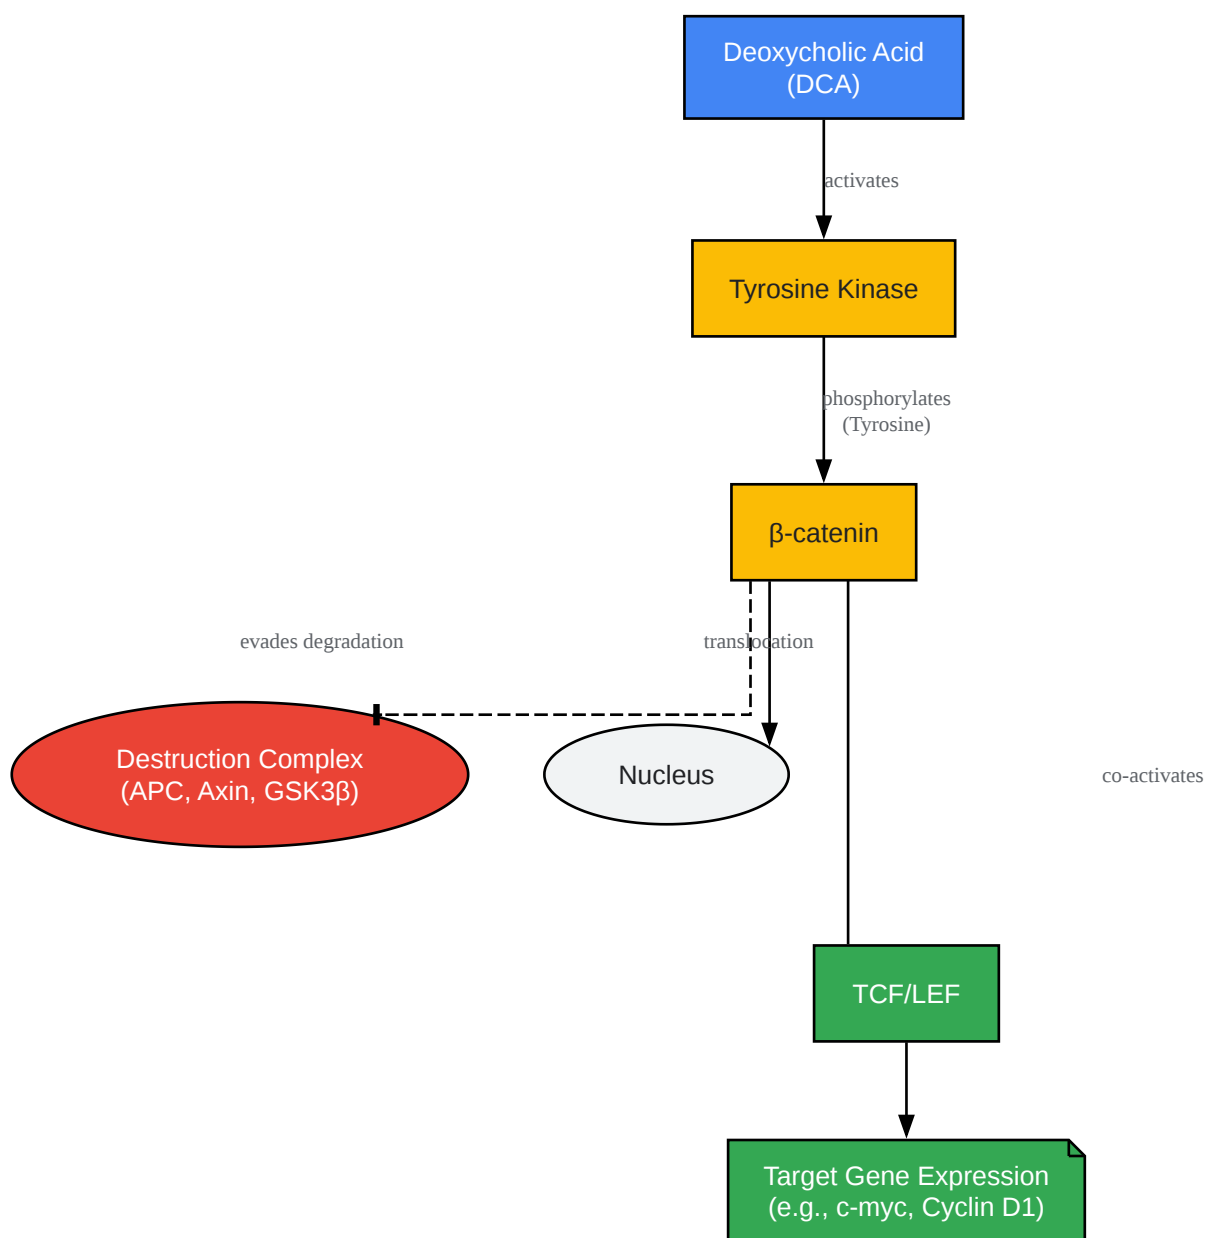 Deoxycholic Acid
(DCA)
activates
Tyrosine Kinase
phosphorylates
(Tyrosine)
β-catenin
evades degradation
translocation
Destruction Complex
(APC, Axin, GSK3β)
Nucleus
co-activates
TCF/LEF
Target Gene Expression
(e.g., c-myc, Cyclin D1)